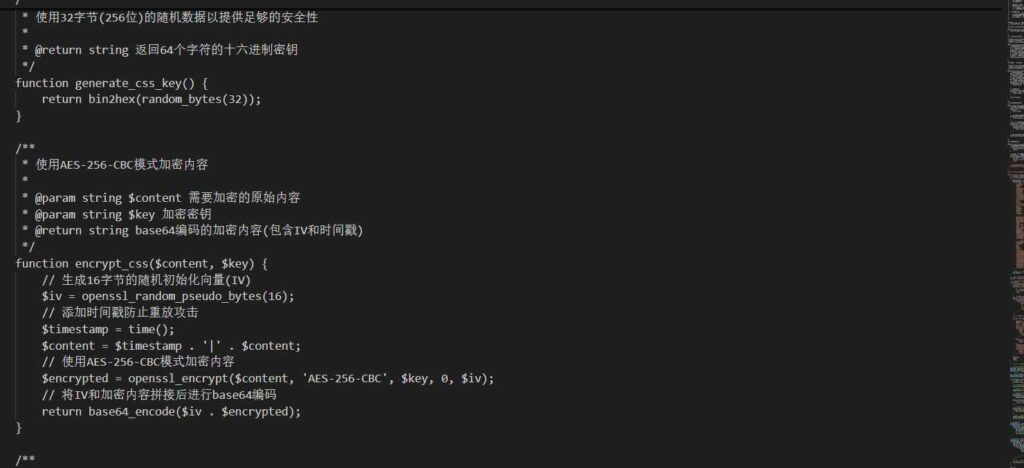 /
 * 使用32字节(256位)的随机数据以提供足够的安全性
 *
 * @return string 返回64个字符的十六进制密钥
 */
function generate_css_key() {
    return bin2hex(random_bytes(32));
}

/**
 * 使用AES-256-CBC模式加密内容
 *
 * @param string $content 需要加密的原始内容
 * @param string $key 加密密钥
 * @return string base64编码的加密内容(包含IV和时间戳)
 */
function encrypt_css($content, $key) {
    // 生成16字节的随机初始化向量(IV)
    $iv = openssl_random_pseudo_bytes(16);
    // 添加时间戳防止重放攻击
    $timestamp = time();
    $content = $timestamp . '|' . $content;
    // 使用AES-256-CBC模式加密内容
    $encrypted = openssl_encrypt($content, 'AES-256-CBC', $key, 0, $iv);
    // 将IV和加密内容拼接后进行base64编码
    return base64_encode($iv . $encrypted);
}

/**